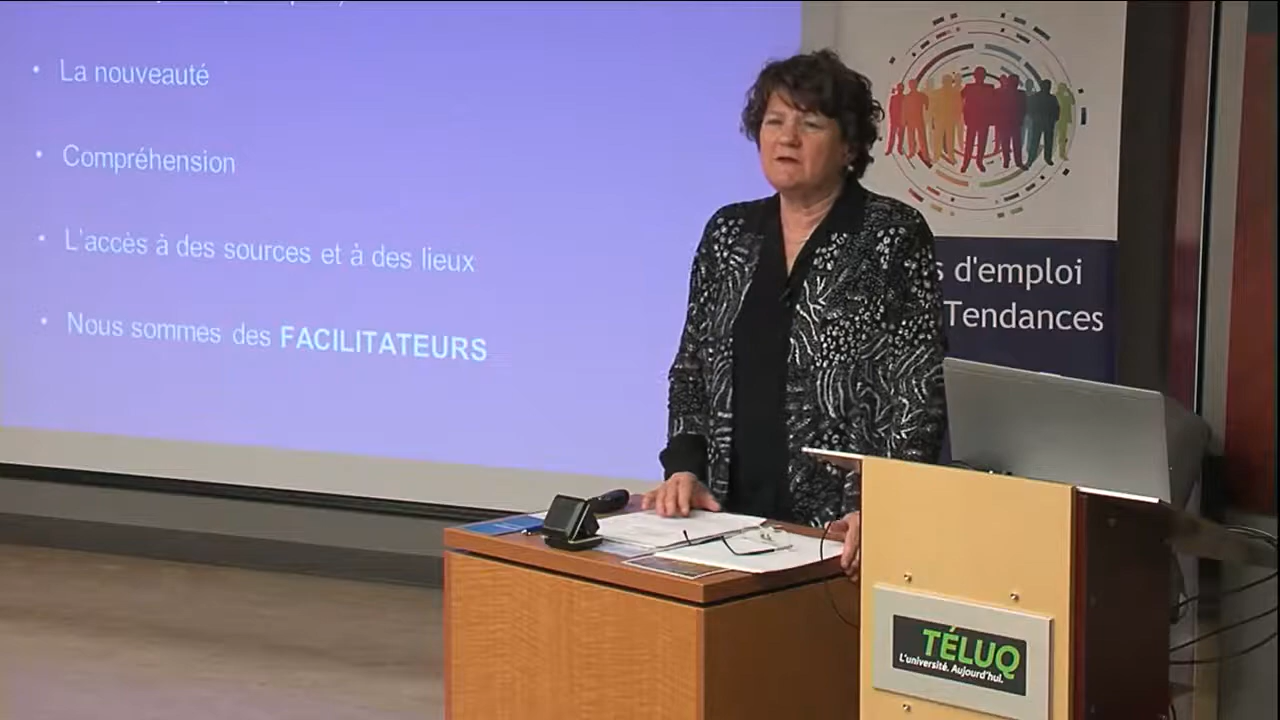 La nouveauté
Compréhension
L'accès à des sources et à des lieux
Nous sommes des FACILITATEURS
d'emploi
Tendances
TÉLUQ
L'université. Aujourd'hui.